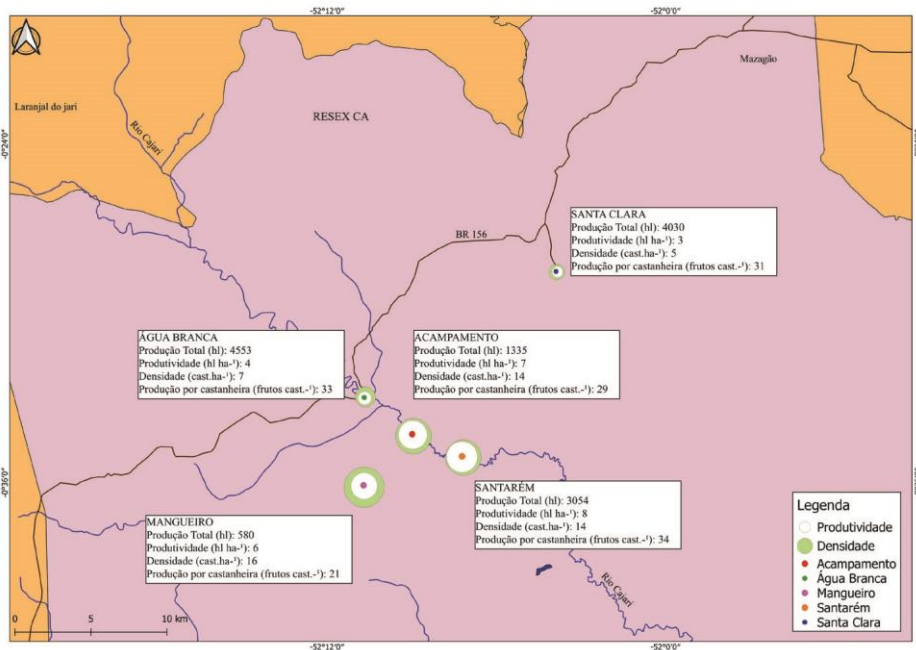 -52°12'0"
-52°0'0"
Mazagão
Laranjal do jari
RESEX CA
Rio Cajari
-0°24'0"
BR 156
SANTA CLARA
Produção Total (hl): 4030
Produtividade (hl ha-¹): 3
Densidade (cast.ha-¹): 5
Produção por castanheira (frutos cast.-¹): 31
ÁGUA BRANCA
Produção Total (hl): 4553
Produtividade (hl ha-¹): 4
Densidade (cast.ha-¹): 7
Produção por castanheira (frutos cast.-¹): 33
ACAMPAMENTO
Produção Total (hl): 1335
Produtividade (hl ha-¹): 7
Densidade (cast.ha-¹): 14
Produção por castanheira (frutos cast.-¹): 29
-0°36'0"
MANGUEIRO
Produção Total (hl): 580
Produtividade (hl ha-¹): 6
Densidade (cast.ha-¹): 16
Produção por castanheira (frutos cast.-¹): 21
SANTARÉM
Produção Total (hl): 3054
Produtividade (hl ha-¹): 8
Densidade (cast.ha-¹): 14
Produção por castanheira (frutos cast.-¹): 34
Rio Cajari
Legenda
Produtividade
Densidade
Acampamento
Água Branca
Mangueiro
Santarém
Santa Clara
0 5 10 km
-52°12'0"
-52°0'0"